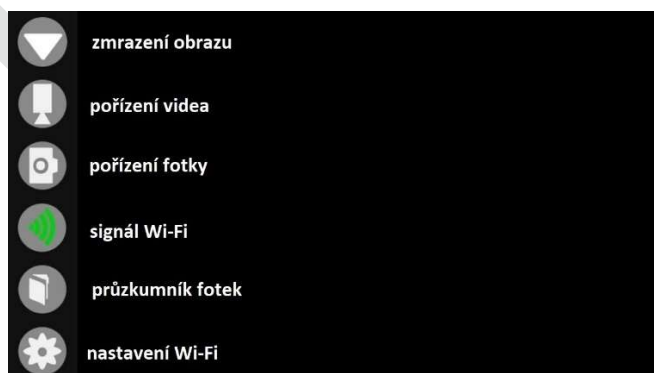 zmrazení obrazu
pořízení videa
pořízení fotky
signál Wi-Fi
průzkumník fotek
nastavení Wi-Fi